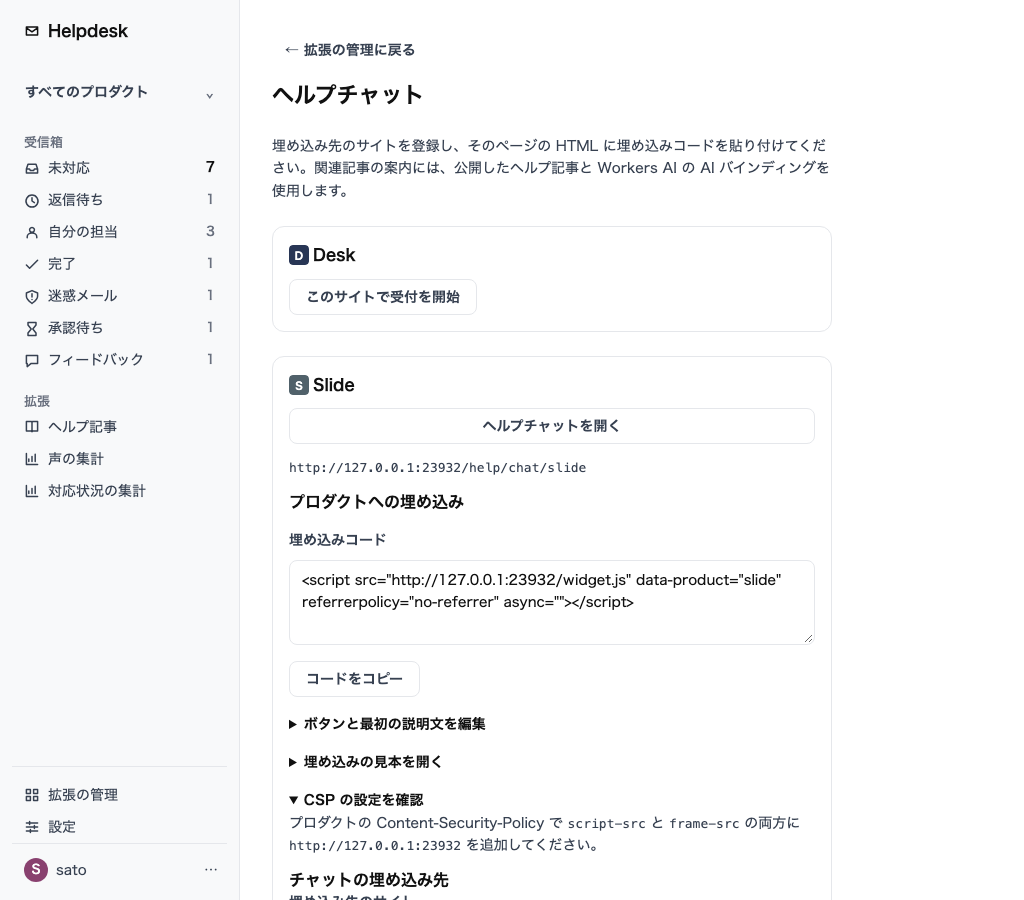 Helpdesk
すべてのプロダクト
受信箱
未対応 7
返信待ち 1
自分の担当 3
完了 1
迷惑メール 1
承認待ち 1
フィードバック 1
拡張
ヘルプ記事
声の集計
対応状況の集計
拡張の管理
設定
S sato ...
← 拡張の管理に戻る
ヘルプチャット
埋め込み先のサイトを登録し、そのページの HTML に埋め込みコードを貼り付けてくだ
さい。関連記事の案内には、公開したヘルプ記事と Workers AI の AI バインディングを
使用します。
D Desk
このサイトで受付を開始
S Slide
ヘルプチャットを開く
http://127.0.0.1:23932/help/chat/slide
プロダクトへの埋め込み
埋め込みコード
<script src="http://127.0.0.1:23932/widget.js" data-product="slide"
referrerpolicy="no-referrer" async=""></script>
コードをコピー
▶ ボタンと最初の説明文を編集
▶ 埋め込みの見本を開く
▼ CSP の設定を確認
プロダクトの Content-Security-Policy で script-src と frame-src の両方に
http://127.0.0.1:23932 を追加してください。
チャットの埋め込み先
埋め込み先のサイト